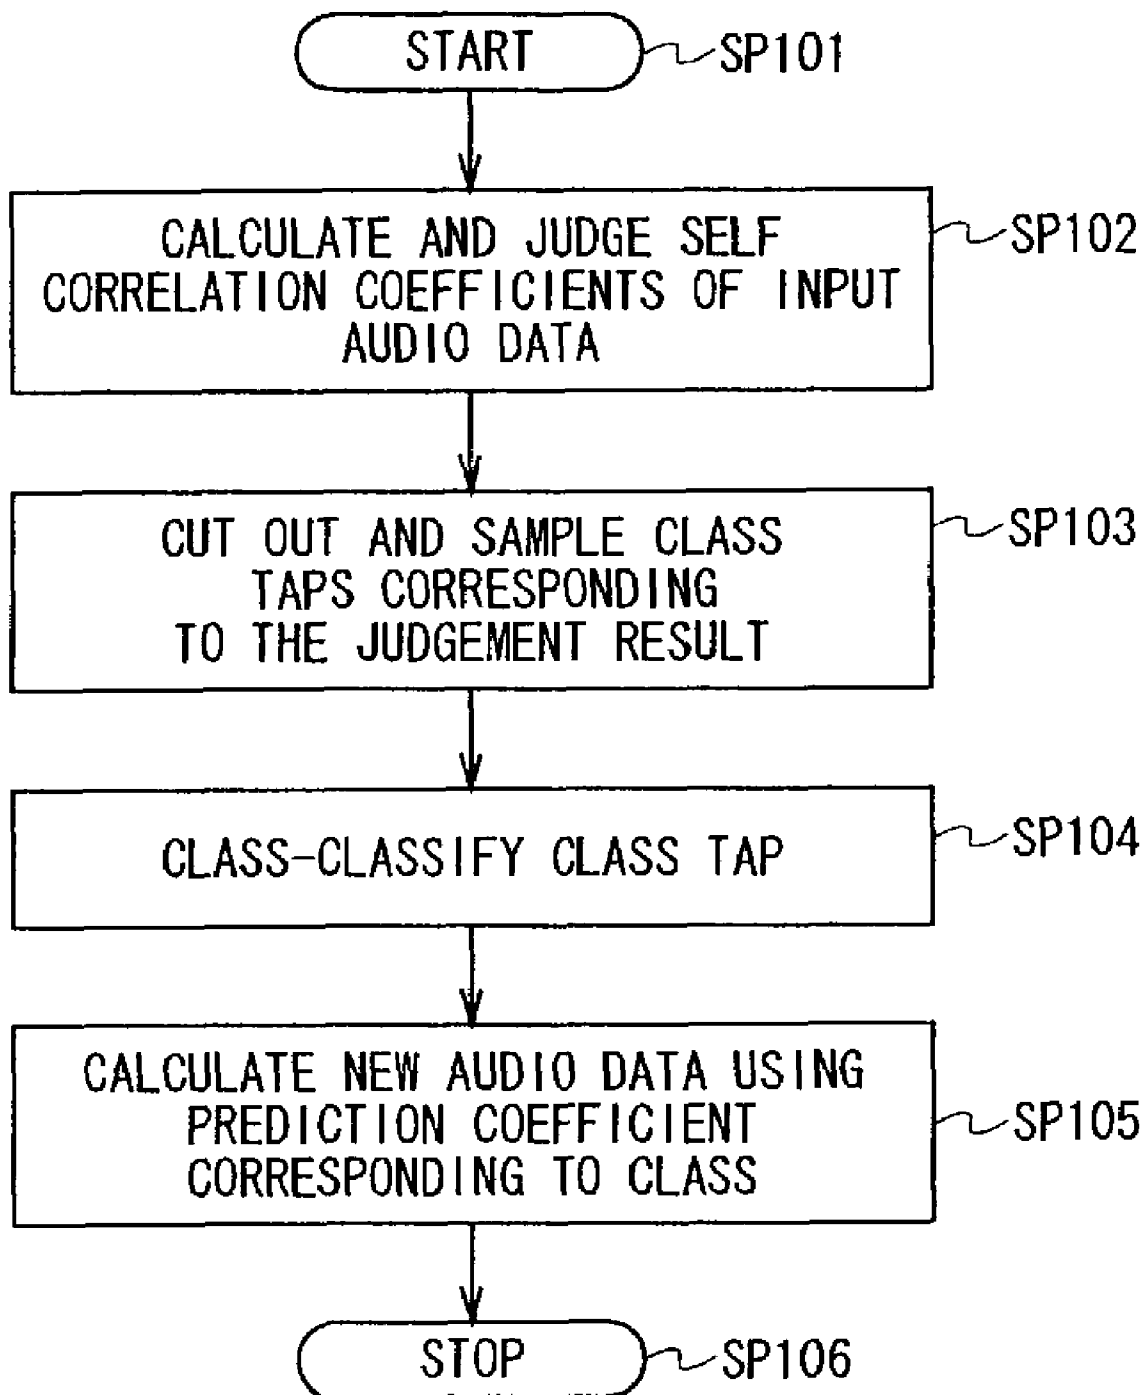 START
SP101
CALCULATE AND JUDGE SELF
CORRELATION COEFFICIENTS OF INPUT
AUDIO DATA
SP102
CUT OUT AND SAMPLE CLASS
TAPS CORRESPONDING
TO THE JUDGEMENT RESULT
SP103
CLASS-CLASSIFY CLASS TAP
SP104
CALCULATE NEW AUDIO DATA USING
PREDICTION COEFFICIENT
CORRESPONDING TO CLASS
SP105
STOP
SP106